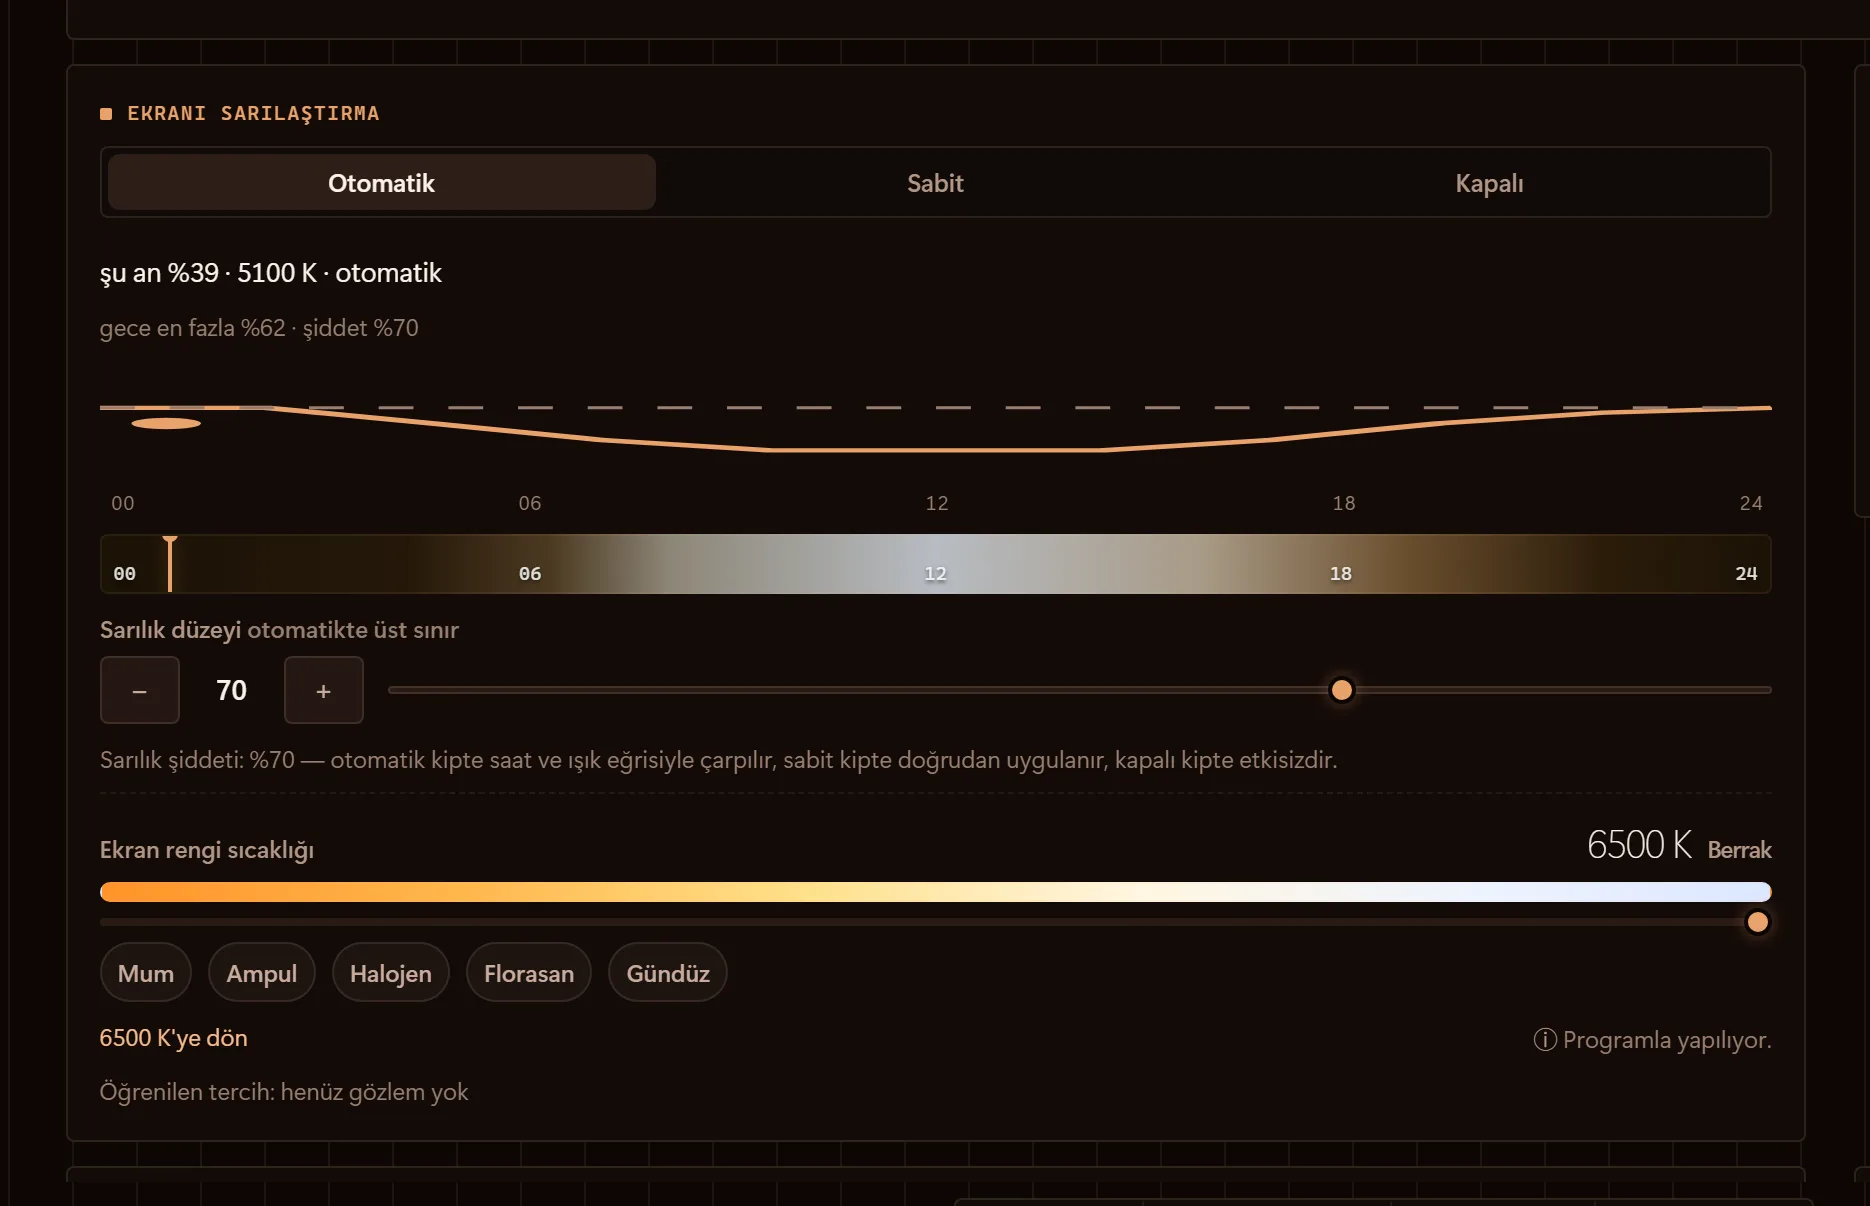 EKRANI SARILAŞTIRMA
Otomatik Sabit Kapalı
şu an %39 · 5100 K · otomatik
gece en fazla %62 · şiddet %70
00 06 12 18 24
00 06 12 18 24
Sarılık düzeyi otomatikte üst sınır
− 70 +
Sarılık şiddeti: %70 — otomatik kipte saat ve ışık eğrisiyle çarpılır, sabit kipte doğrudan uygulanır, kapalı kipte etkisizdir.
Ekran rengi sıcaklığı 6500 K Berrak
Mum Ampul Halojen Florasan Gündüz
6500 K'ye dön ⓘ Programla yapılıyor.
Öğrenilen tercih: henüz gözlem yok